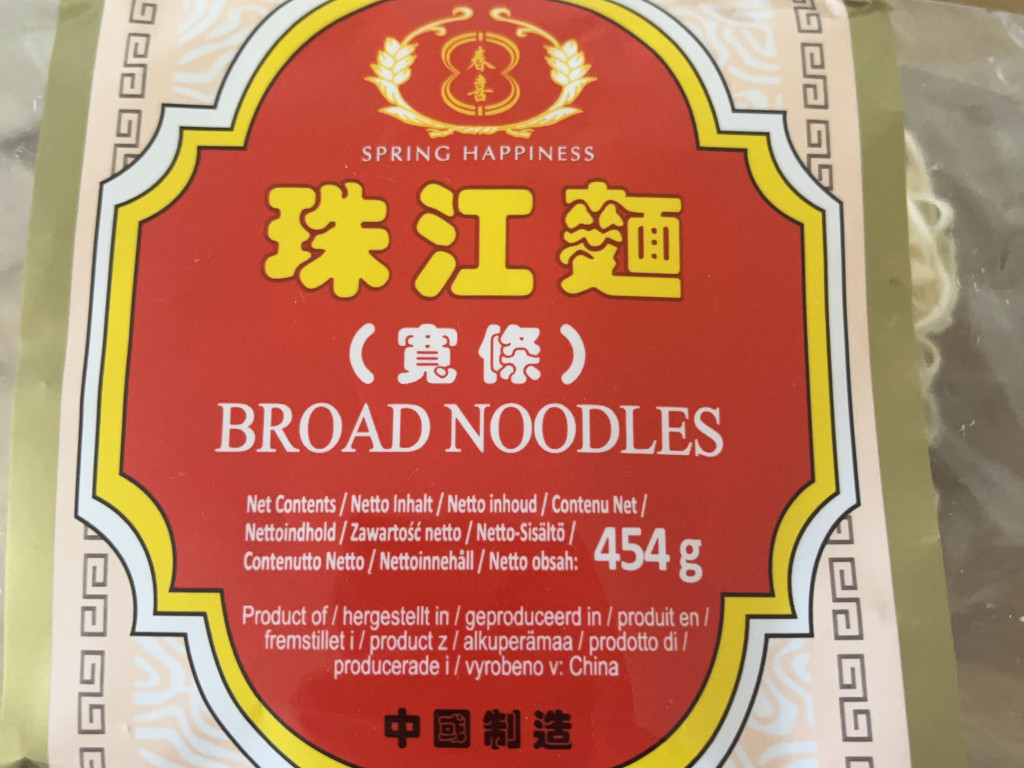 春
喜
SPRING HAPPINESS
珠江麵
(寬條)
BROAD NOODLES
Net Contents / Netto Inhalt / Netto inhoud / Contenu Net /
Nettoindhold / Zawartość netto / Netto-Sisältö /
Contenutto Netto / Nettoinnehåll / Netto obsah: 454 g
Product of / hergestellt in / geproduceerd in / produit en /
fremstillet i / product z / alkuperämaa / prodotto di /
producerade i / vyrobeno v: China
中國制造